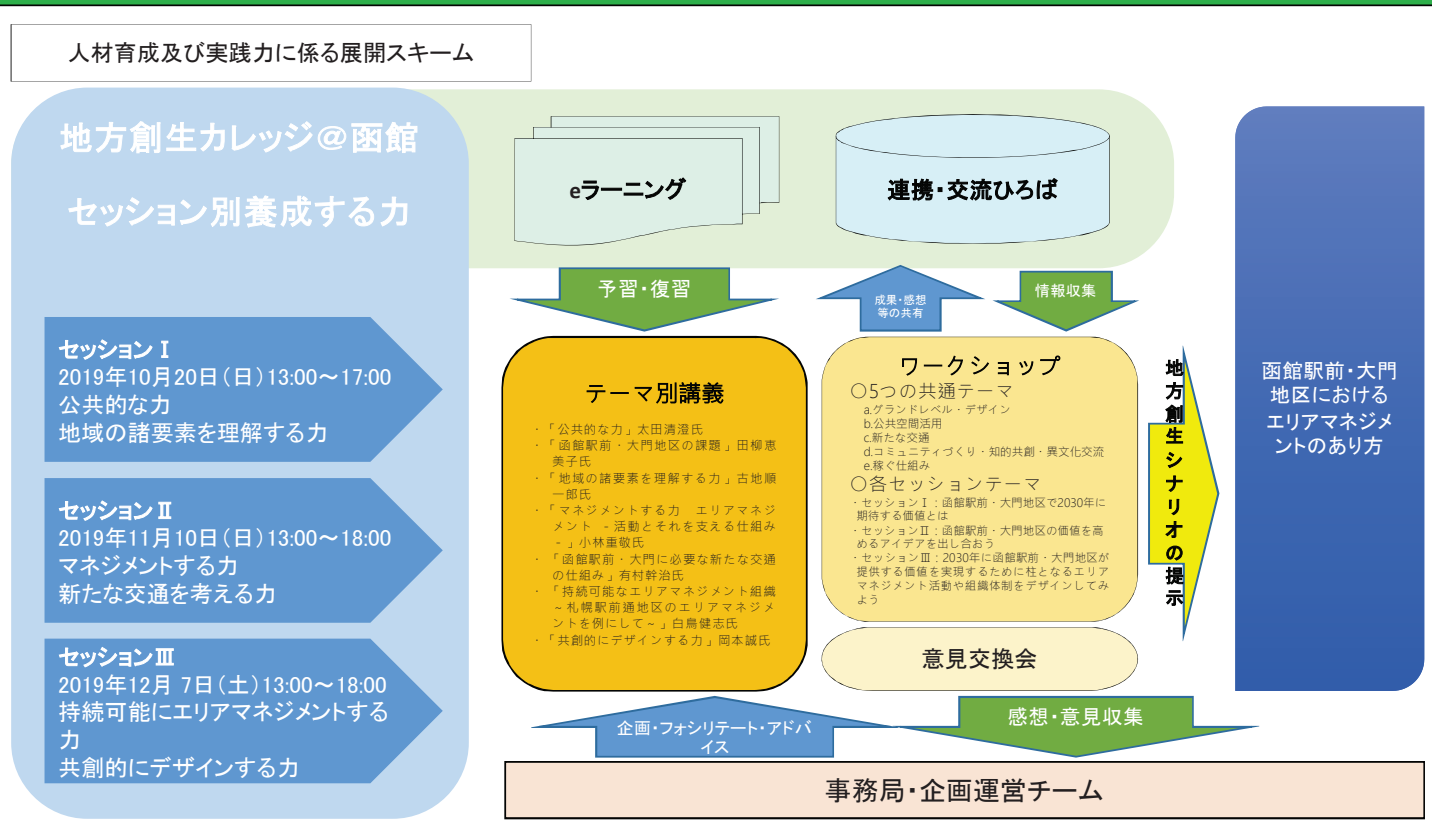 人材育成及び実践力に係る展開スキーム
地方創生カレッジ@函館
セッション別養成する力
セッションⅠ
2019年10月20日(日)13:00～17:00
公共的な力
地域の諸要素を理解する力
セッションⅡ
2019年11月10日(日)13:00～18:00
マネジメントする力
新たな交通を考える力
セッションⅢ
2019年12月 7日(土)13:00～18:00
持続可能にエリアマネジメントする
力
共創的にデザインする力
eラーニング
連携・交流ひろば
予習・復習
成果・感想
等の共有
情報収集
テーマ別講義
・「公共的な力」太田清澄氏
・「函館駅前・大門地区の課題」田柳恵
美子氏
・「地域の諸要素を理解する力」古地順
一郎氏
・「マネジメントする力　エリアマネジ
メント　-活動とそれを支える仕組み
-」小林重敬氏
・「函館駅前・大門に必要な新たな交通
の仕組み」有村幹治氏
・「持続可能なエリアマネジメント組織
～札幌駅前通地区のエリアマネジメ
ントを例にして～」白鳥健志氏
・「共創的にデザインする力」岡本誠氏
ワークショップ
〇5つの共通テーマ
a.グランドレベル・デザイン
b.公共空間活用
c.新たな交通
d.コミュニティづくり・知的共創・異文化交流
e.稼ぐ仕組み
〇各セッションテーマ
・セッションⅠ：函館駅前・大門地区で2030年に
期待する価値とは
・セッションⅡ：函館駅前・大門地区の価値を高
めるアイデアを出し合おう
・セッションⅢ：2030年に函館駅前・大門地区が
提供する価値を実現するために柱となるエリア
マネジメント活動や組織体制をデザインしてみ
よう
意見交換会
地方創生シナリオの提示
函館駅前・大門
地区における
エリアマネジメ
ントのあり方
企画・フォシリテート・アドバ
イス
感想・意見収集
事務局・企画運営チーム